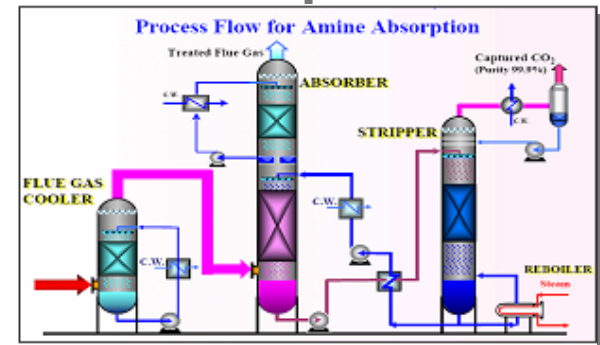 Process Flow for Amine Absorption
Treated Flue Gas
Captured CO2
(Purity 99.9%)
C.W.
ABSORBER
C.W.
STRIPPER
FLUE GAS
COOLER
C.W.
C.W.
REBOILER
Steam